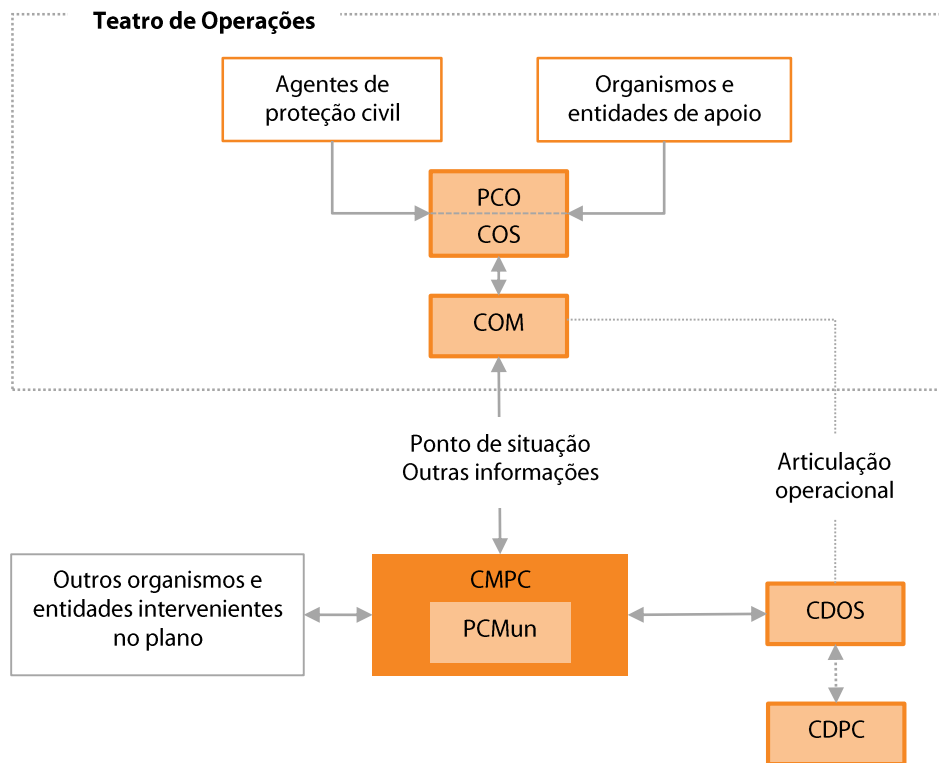 Teatro de Operações
Agentes de
proteção civil
Organismos e
entidades de apoio
PCO
COS
COM
Ponto de situação
Outras informações
Articulação
operacional
Outros organismos e
entidades intervenientes
no plano
CMPC
PCMun
CDOS
CDPC